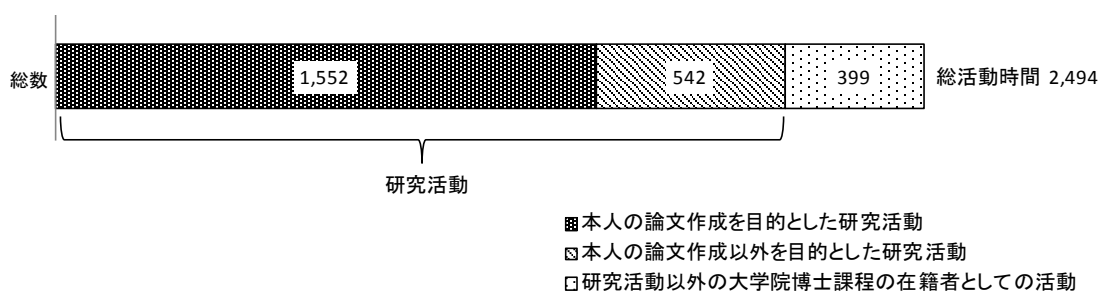 総数 1,552 542 399 総活動時間 2,494
研究活動
本人の論文作成を目的とした研究活動
本人の論文作成以外を目的とした研究活動
研究活動以外の大学院博士課程の在籍者としての活動